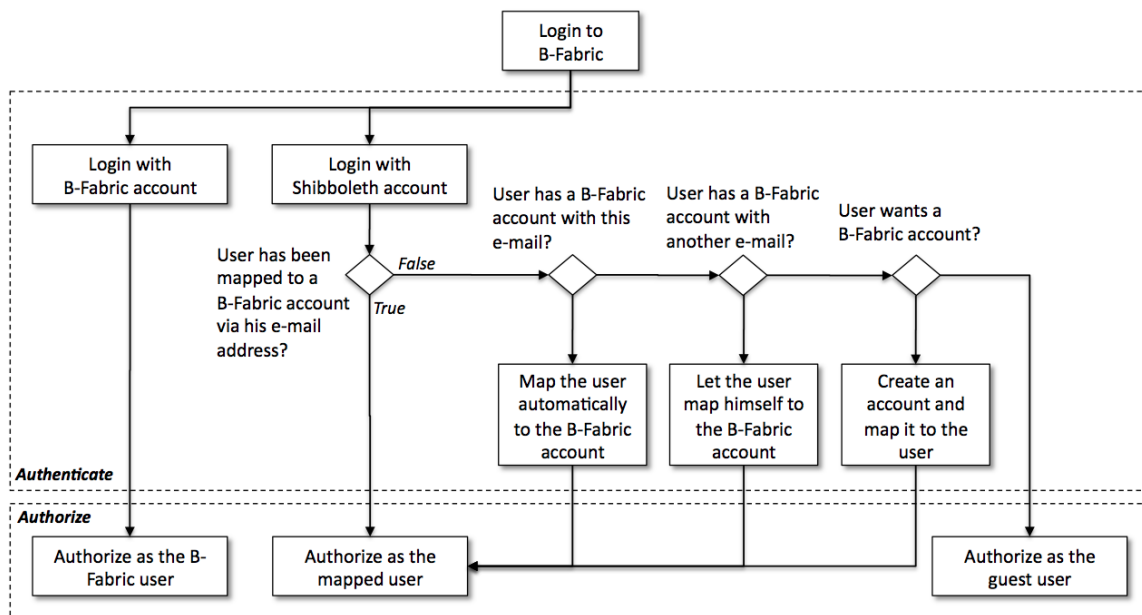 Login to
B-Fabric
Login with
B-Fabric account
Login with
Shibboleth account
User has a B-Fabric
account with this
e-mail?
User has a B-Fabric
account with
another e-mail?
User wants a
B-Fabric account?
User has been
mapped to a
B-Fabric account
via his e-mail
address?
False
True
Map the user
automatically
to the B-Fabric
account
Let the user
map himself to
the B-Fabric
account
Create an
account and
map it to the
user
Authenticate
Authorize
Authorize as the B-
Fabric user
Authorize as the
mapped user
Authorize as the
guest user